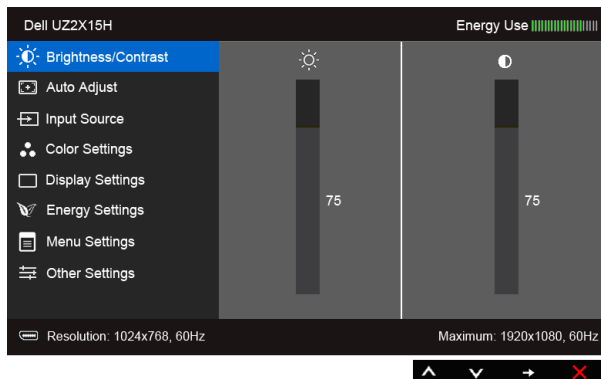 Dell UZ2X15H
Energy Use
Brightness/Contrast
Auto Adjust
Input Source
Color Settings
Display Settings
Energy Settings
Menu Settings
Other Settings
75
75
Resolution: 1024x768, 60Hz
Maximum: 1920x1080, 60Hz